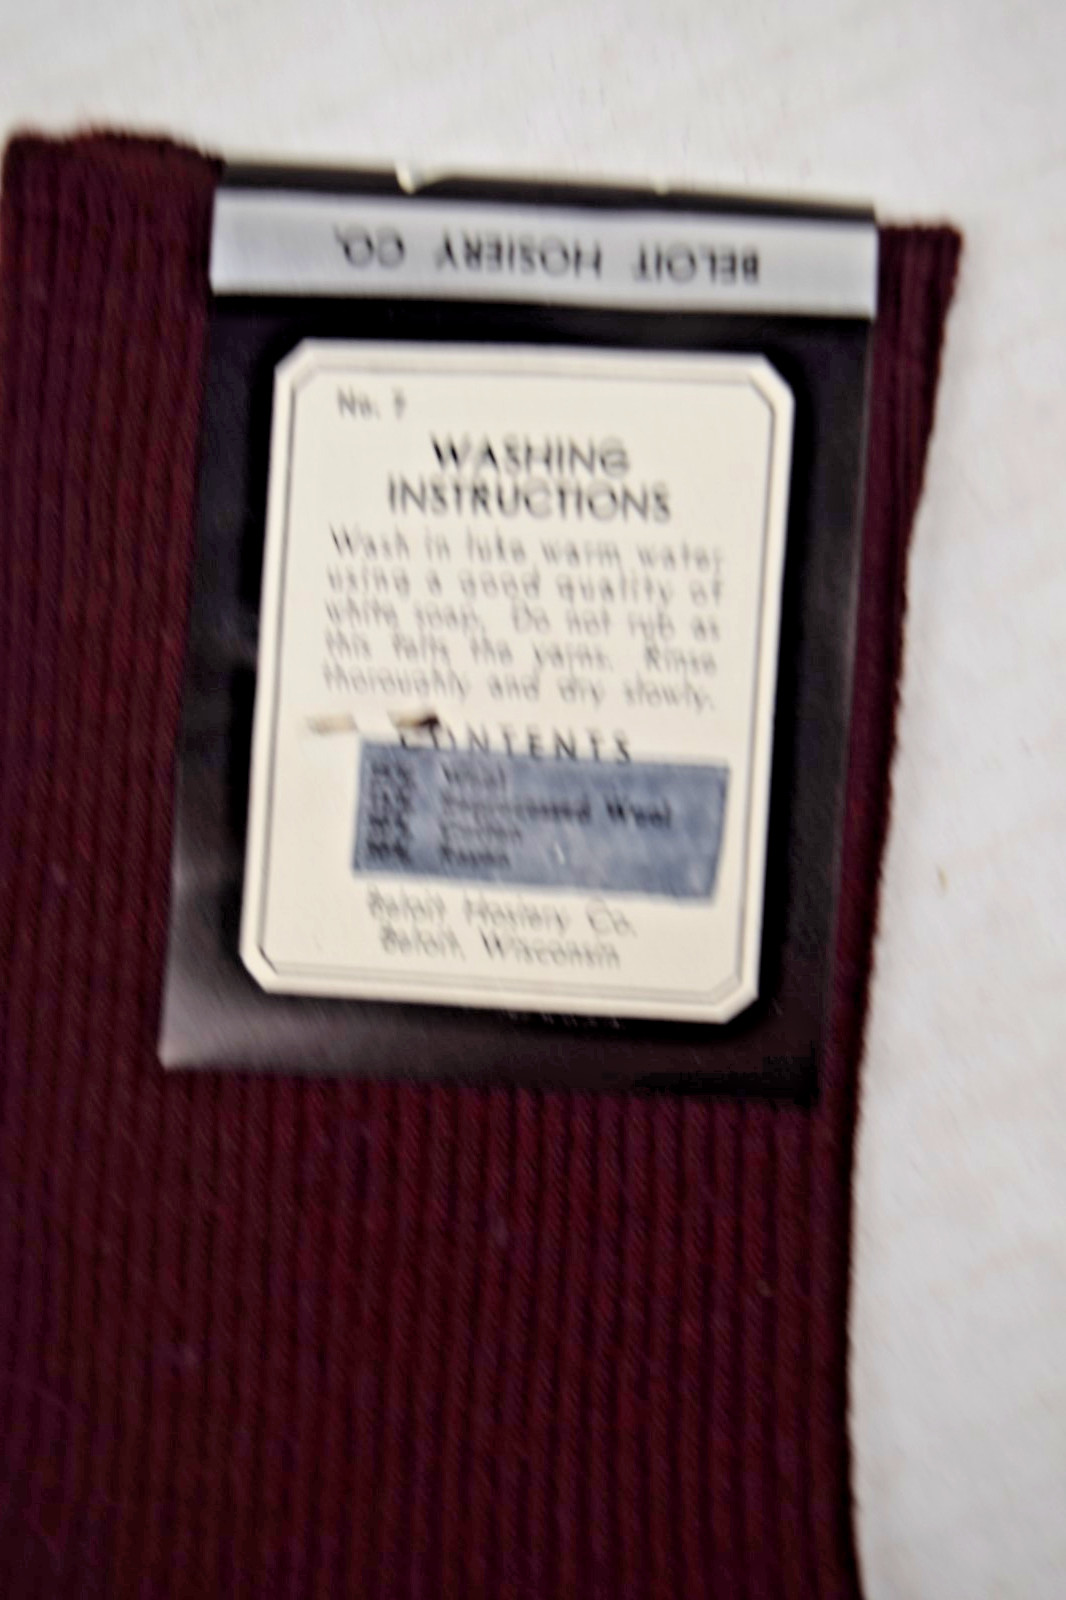 BELOIT HOSIERY CO.
No.
WASHING
INSTRUCTIONS
Wash in luke warm water
using a good quality of
white soap. Do not rub as
this felts the yarns. Rinse
thoroughly and dry slowly.
CONTENTS
Wool
Reprocessed Wool
Cotton
Rayon
Beloit Hosiery Co.
Beloit, Wisconsin